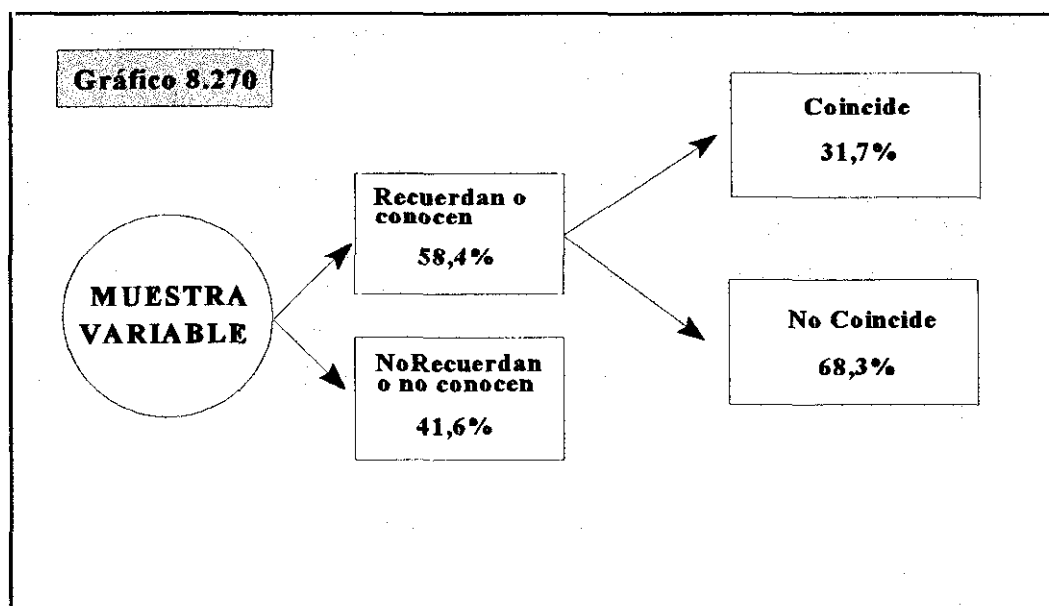 Gráfico 8.270
MUESTRA
VARIABLE
Recuerdan o
conocen
58,4%
NoRecuerdan
o no conocen
41,6%
Coincide
31,7%
No Coincide
68,3%